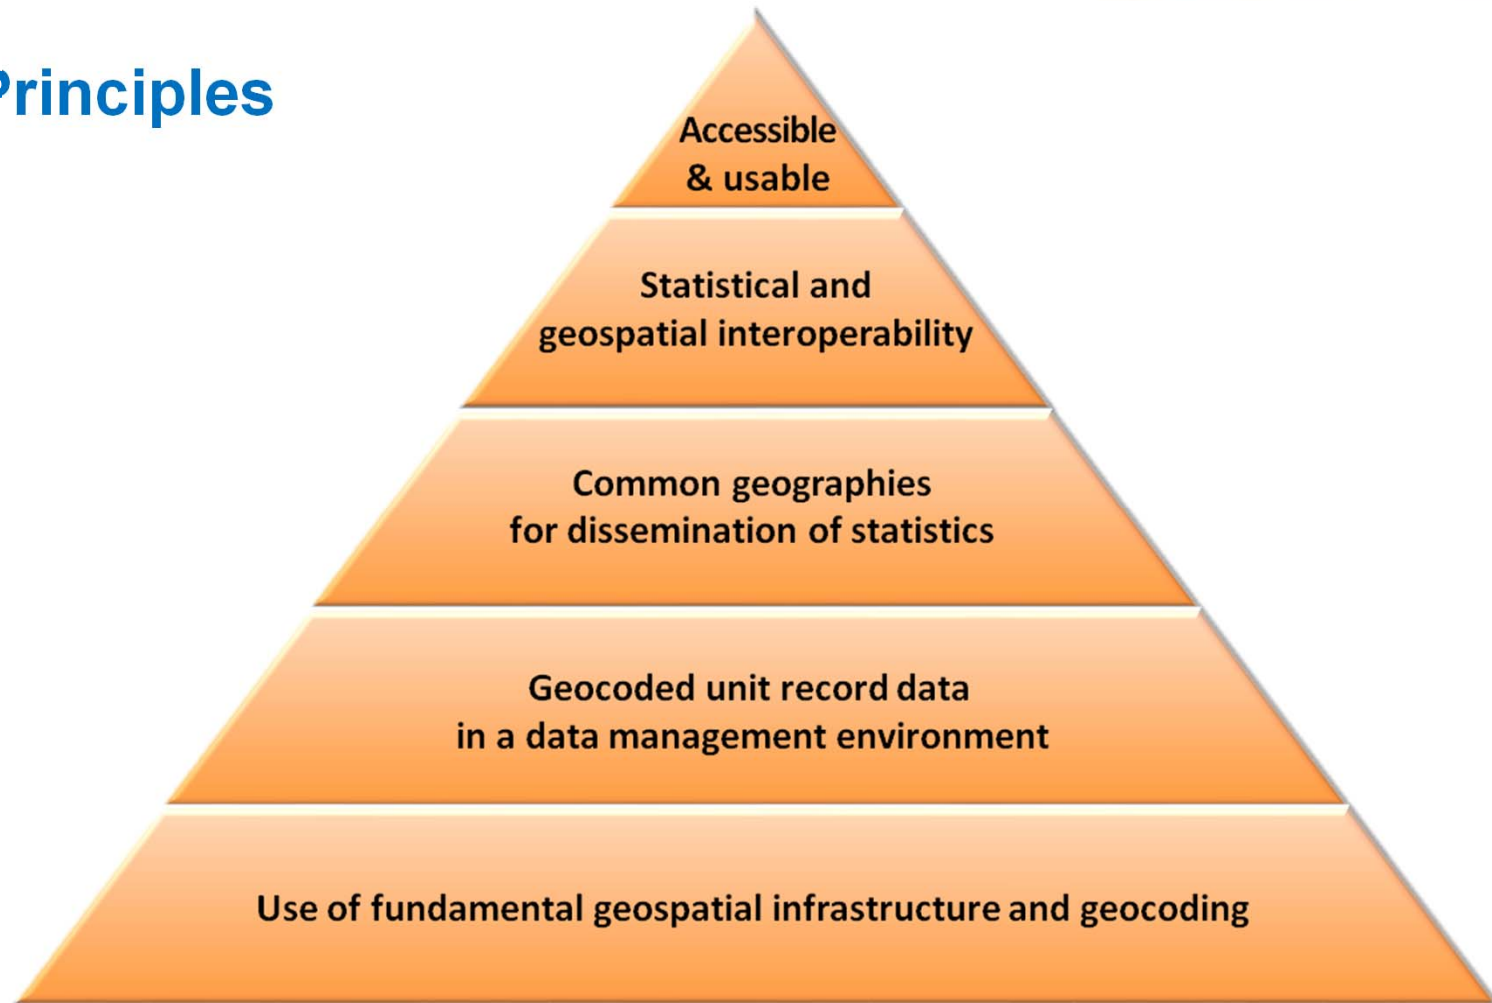 Principles
Accessible
& usable
Statistical and
geospatial interoperability
Common geographies
for dissemination of statistics
Geocoded unit record data
in a data management environment
Use of fundamental geospatial infrastructure and geocoding